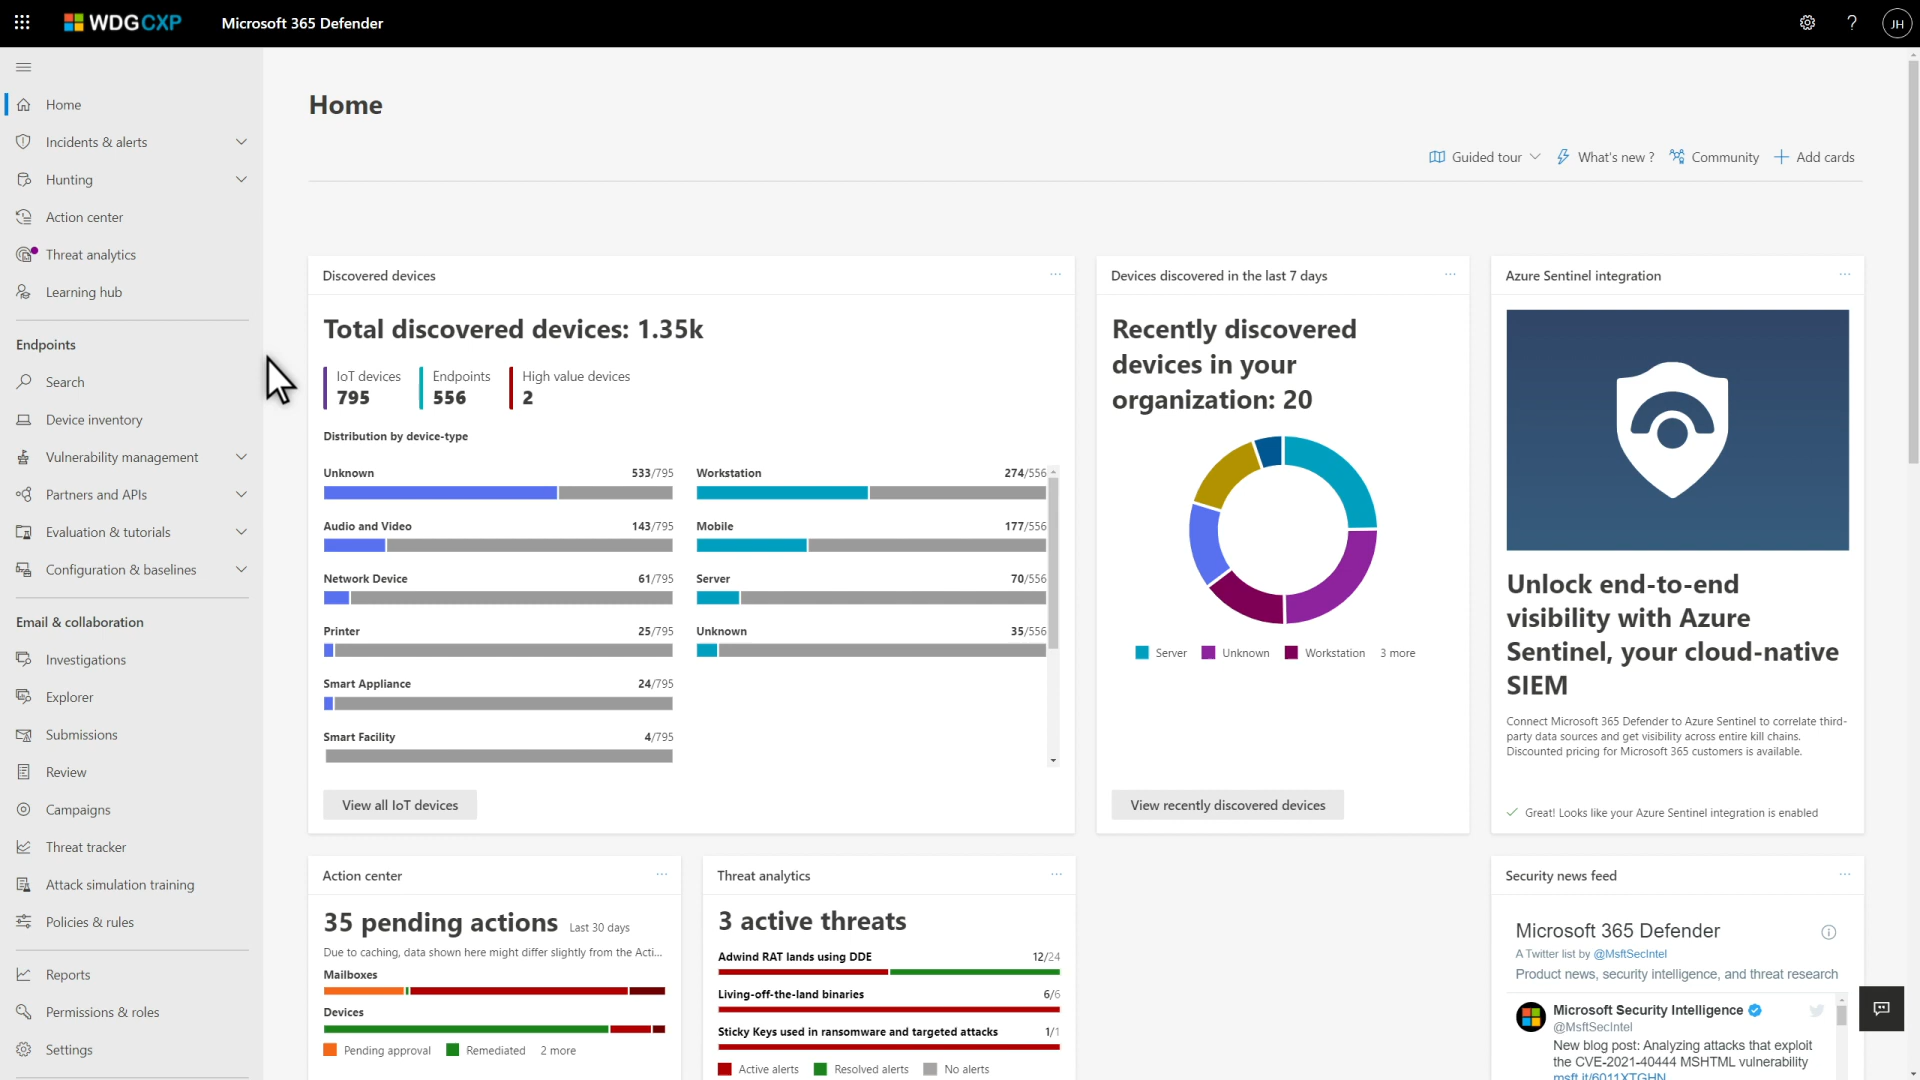 WDGCXP
Microsoft 365 Defender
?
JH
Home
Incidents & alerts
Hunting
Action center
Threat analytics
Learning hub
Endpoints
Search
Device inventory
Vulnerability management
Partners and APIs
Evaluation & tutorials
Configuration & baselines
Email & collaboration
Investigations
Explorer
Submissions
Review
Campaigns
Threat tracker
Attack simulation training
Policies & rules
Reports
Permissions & roles
Settings
Home
Guided tour
What's new ?
Community
Add cards
Discovered devices
Total discovered devices: 1.35k
IoT devices
795
Endpoints
556
High value devices
2
Distribution by device-type
Unknown 533/795
Audio and Video 143/795
Network Device 61/795
Printer 25/795
Smart Appliance 24/795
Smart Facility 4/795
Workstation 274/556
Mobile 177/556
Server 70/556
Unknown 35/556
View all IoT devices
Devices discovered in the last 7 days
Recently discovered
devices in your
organization: 20
Server Unknown Workstation 3 more
View recently discovered devices
Azure Sentinel integration
Unlock end-to-end
visibility with Azure
Sentinel, your cloud-native
SIEM
Connect Microsoft 365 Defender to Azure Sentinel to correlate third-
party data sources and get visibility across entire kill chains.
Discounted pricing for Microsoft 365 customers is available.
Great! Looks like your Azure Sentinel integration is enabled
Action center
35 pending actions Last 30 days
Due to caching, data shown here might differ slightly from the Acti...
Mailboxes
Devices
Pending approval Remediated 2 more
Threat analytics
3 active threats
Adwind RAT lands using DDE 12/24
Living-off-the-land binaries 6/6
Sticky Keys used in ransomware and targeted attacks 1/1
Active alerts Resolved alerts No alerts
Security news feed
Microsoft 365 Defender
A Twitter list by @MsftSecIntel
Product news, security intelligence, and threat research
Microsoft Security Intelligence
@MsftSecIntel
New blog post: Analyzing attacks that exploit
the CVE-2021-40444 MSHTML vulnerability